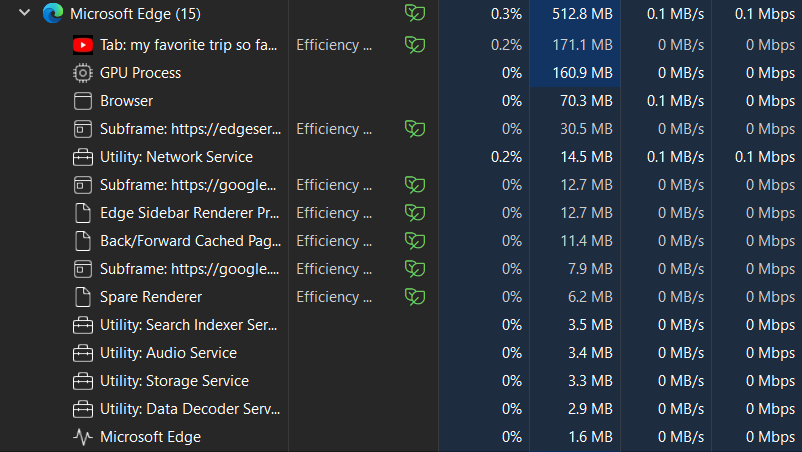 Microsoft Edge (15) 0.3% 512.8 MB 0.1 MB/s 0.1 Mbps
Tab: my favorite trip so fa... Efficiency ... 0.2% 171.1 MB 0 MB/s 0 Mbps
GPU Process 0% 160.9 MB 0 MB/s 0 Mbps
Browser 0% 70.3 MB 0.1 MB/s 0 Mbps
Subframe: https://edgeser... Efficiency ... 0% 30.5 MB 0 MB/s 0 Mbps
Utility: Network Service 0.2% 14.5 MB 0.1 MB/s 0.1 Mbps
Subframe: https://google... Efficiency ... 0% 12.7 MB 0 MB/s 0 Mbps
Edge Sidebar Renderer Pr... Efficiency ... 0% 12.7 MB 0 MB/s 0 Mbps
Back/Forward Cached Pag... Efficiency ... 0% 11.4 MB 0 MB/s 0 Mbps
Subframe: https://google.... Efficiency ... 0% 7.9 MB 0 MB/s 0 Mbps
Spare Renderer Efficiency ... 0% 6.2 MB 0 MB/s 0 Mbps
Utility: Search Indexer Ser... 0% 3.5 MB 0 MB/s 0 Mbps
Utility: Audio Service 0% 3.4 MB 0 MB/s 0 Mbps
Utility: Storage Service 0% 3.3 MB 0 MB/s 0 Mbps
Utility: Data Decoder Serv... 0% 2.9 MB 0 MB/s 0 Mbps
Microsoft Edge 0% 1.6 MB 0 MB/s 0 Mbps